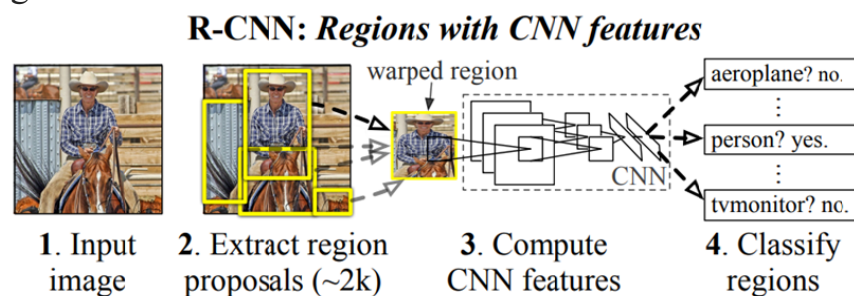 R-CNN: Regions with CNN features
warped region
aeroplane? no.
⋮
person? yes.
⋮
tvmonitor? no.
CNN
1. Input
image
2. Extract region
proposals (~2k)
3. Compute
CNN features
4. Classify
regions